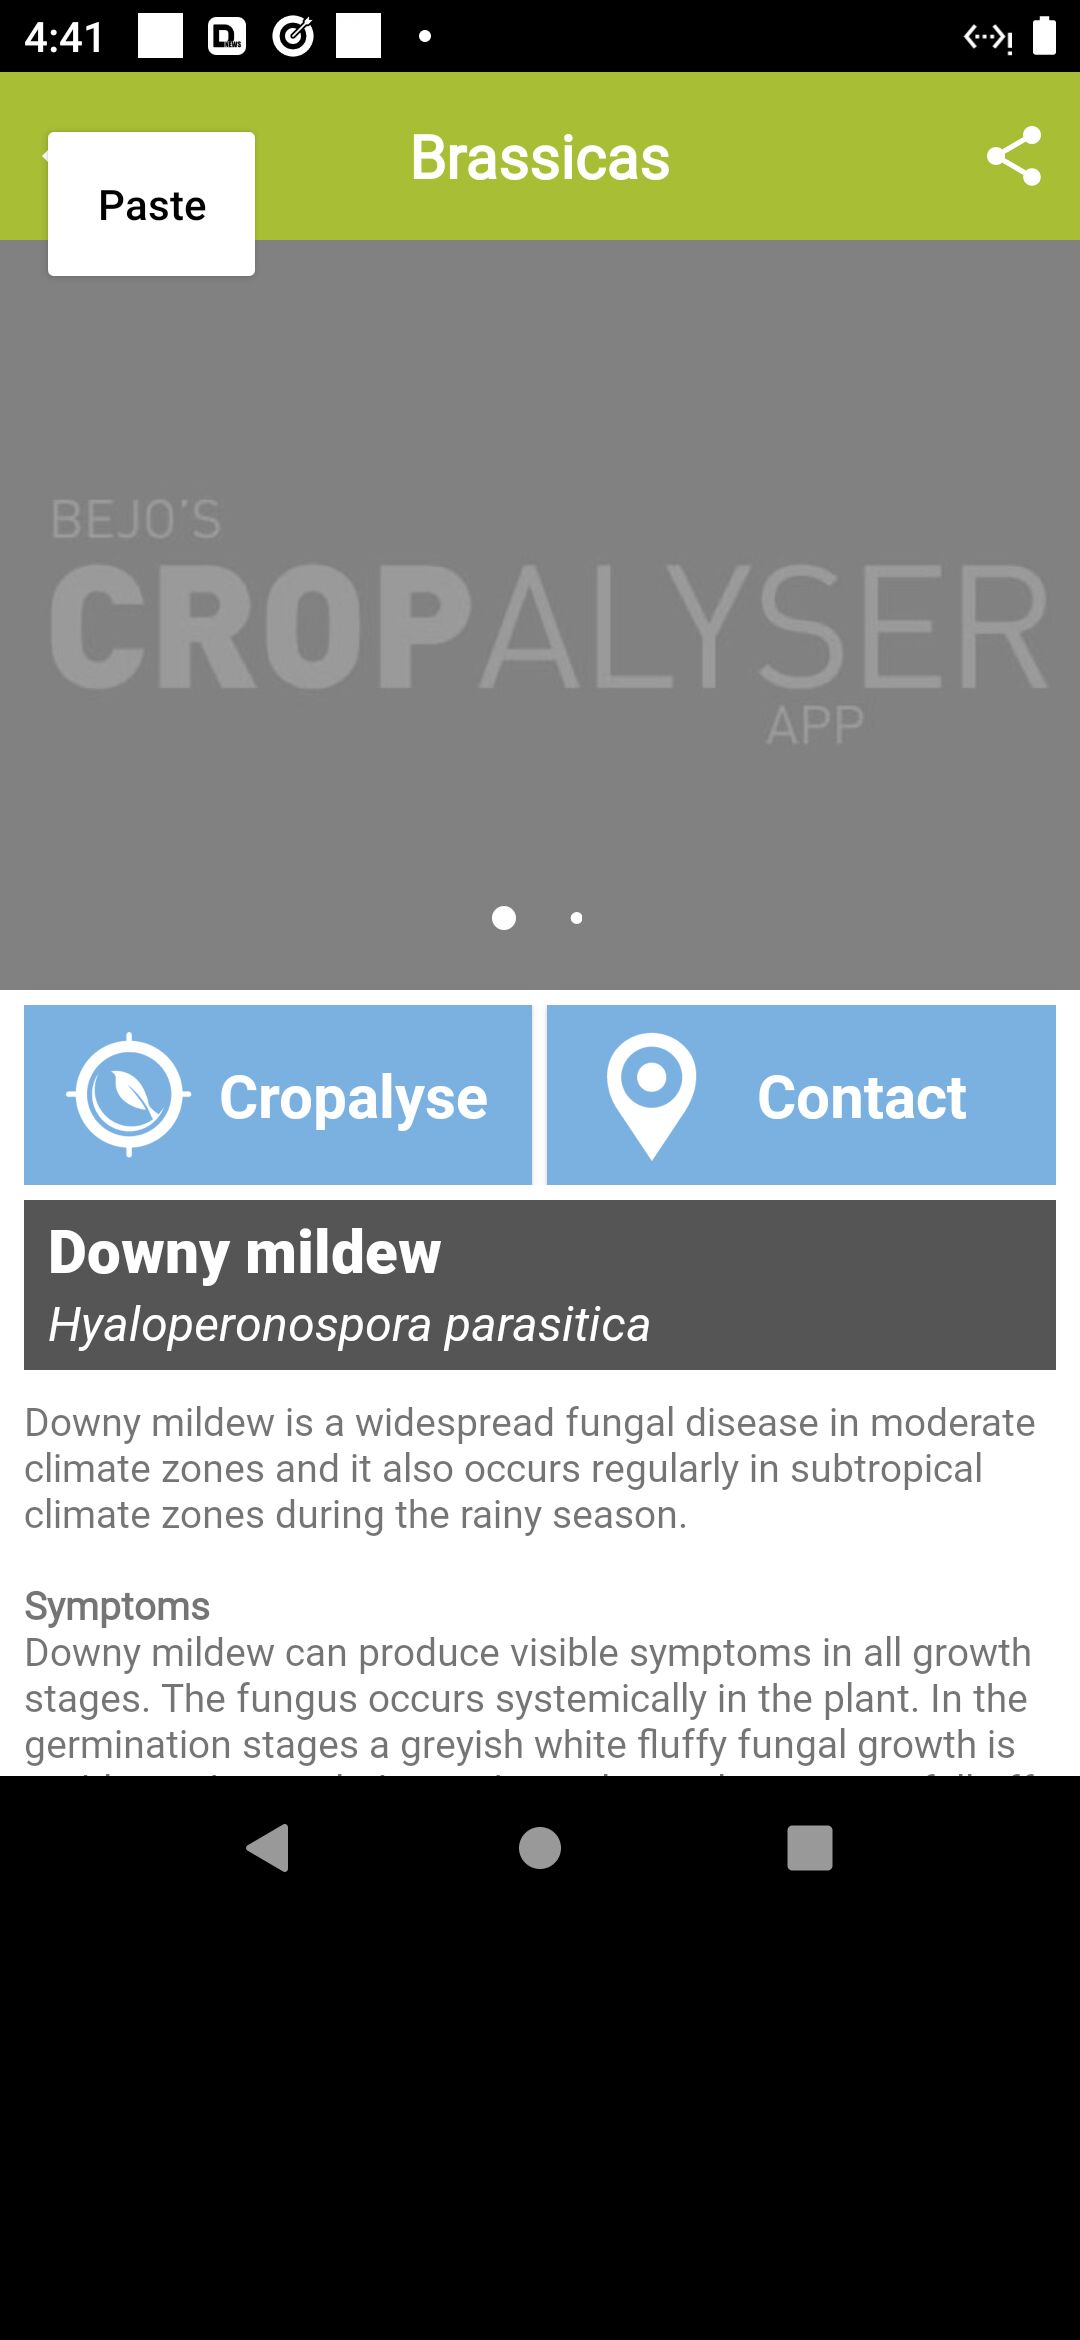 4:41
D NEWS
Brassicas
Paste
BEJO'S
CROPALYSER
APP
Cropalyse
Contact
Downy mildew
Hyaloperonospora parasitica
Downy mildew is a widespread fungal disease in moderate
climate zones and it also occurs regularly in subtropical
climate zones during the rainy season.
Symptoms
Downy mildew can produce visible symptoms in all growth
stages. The fungus occurs systemically in the plant. In the
germination stages a greyish white fluffy fungal growth is